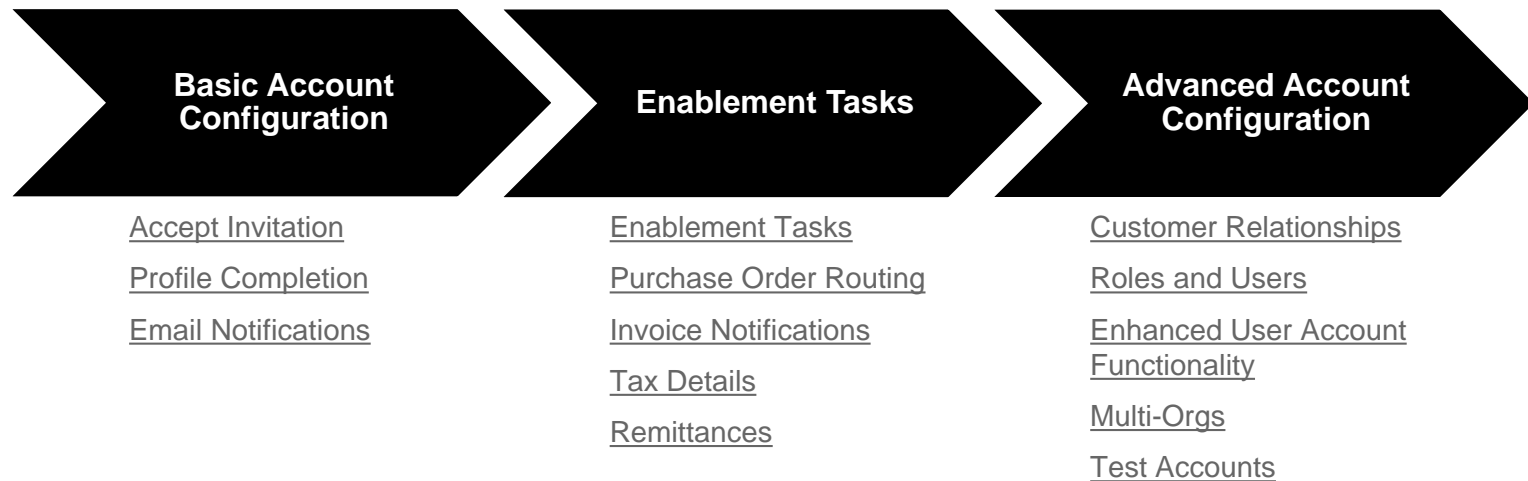 Basic Account
Configuration
Enablement Tasks
Advanced Account
Configuration
Accept Invitation
Profile Completion
Email Notifications
Enablement Tasks
Purchase Order Routing
Invoice Notifications
Tax Details
Remittances
Customer Relationships
Roles and Users
Enhanced User Account
Functionality
Multi-Orgs
Test Accounts